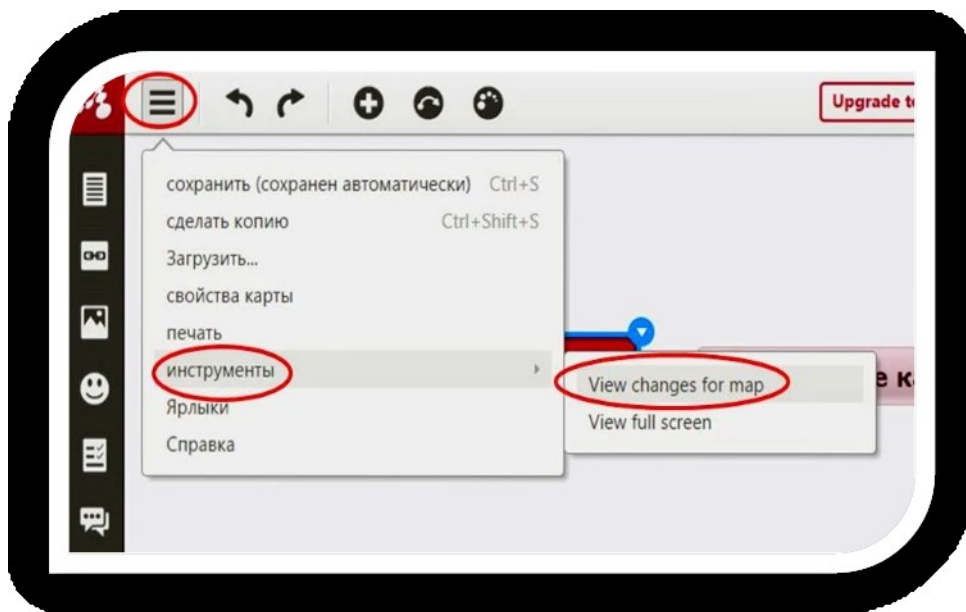 Upgrade to
сохранить (сохранен автоматически) Ctrl+S
сделать копию Ctrl+Shift+S
Загрузить...
свойства карты
печать
инструменты
Ярлыки
Справка
View changes for map
View full screen